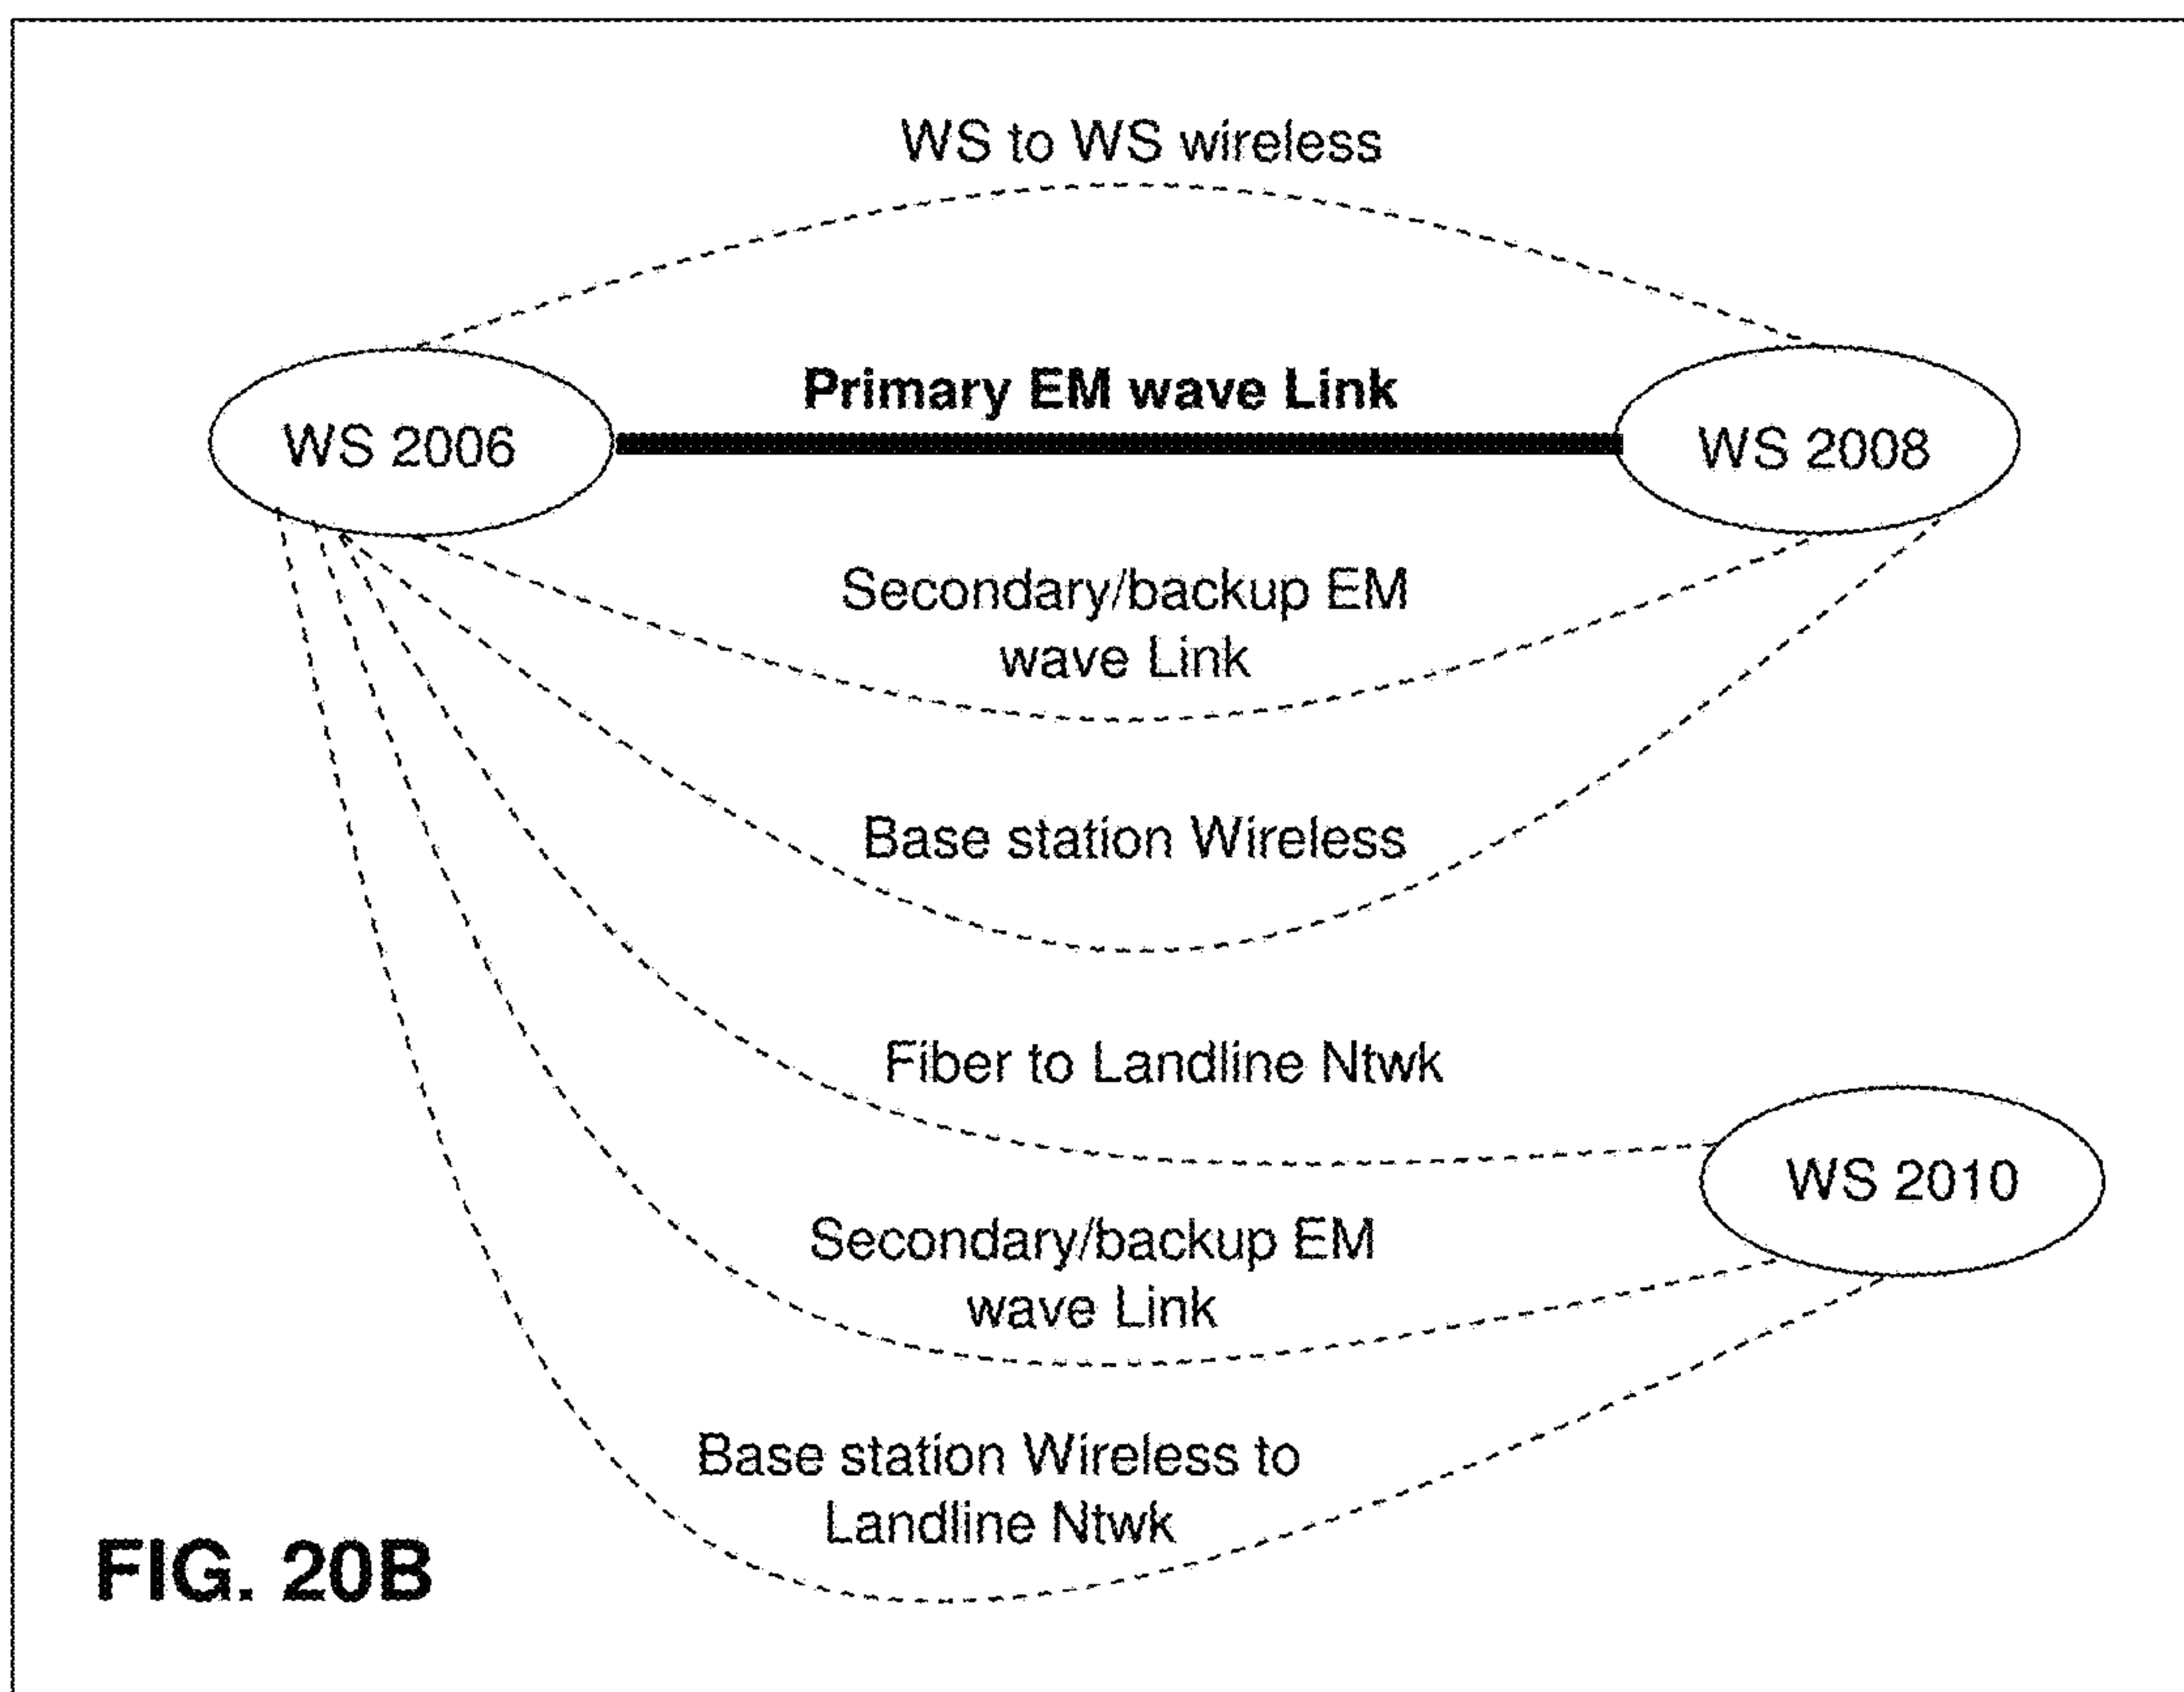 WS to WS wireless
Primary EM wave Link
WS 2006
WS 2008
Secondary/backup EM
wave Link
Base station Wireless
Fiber to Landline Ntwk
WS 2010
Secondary/backup EM
wave Link
Base station Wireless to
Landline Ntwk
FIG. 20B